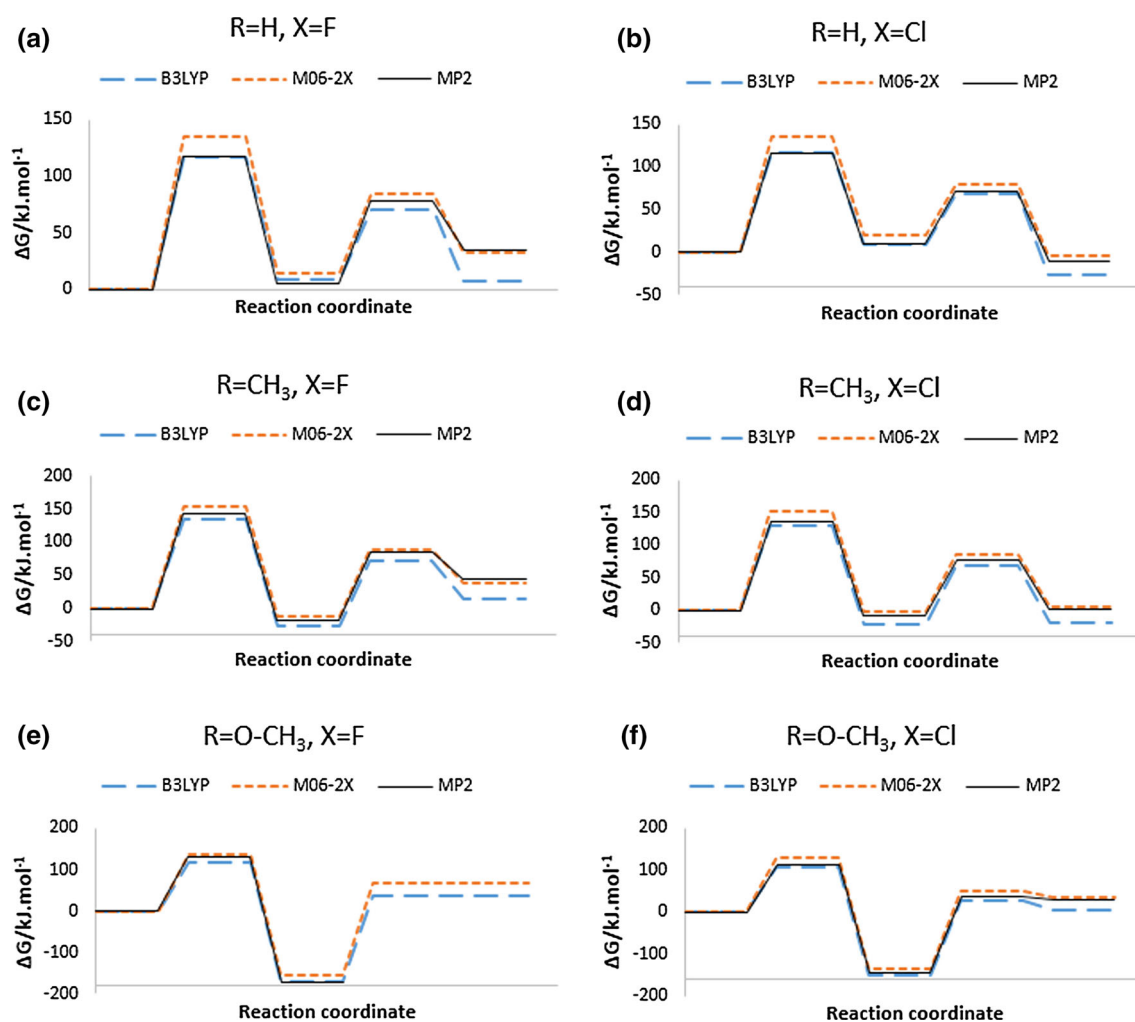 (a) R=H, X=F
B3LYP M06-2X MP2
150
100
50
0
ΔG/kJ.mol-1
Reaction coordinate
(b) R=H, X=Cl
B3LYP M06-2X MP2
150
100
50
0
-50
ΔG/kJ.mol-1
Reaction coordinate
(c) R=CH3, X=F
B3LYP M06-2X MP2
200
150
100
50
0
-50
ΔG/kJ.mol-1
Reaction coordinate
(d) R=CH3, X=Cl
B3LYP M06-2X MP2
200
150
100
50
0
-50
ΔG/kJ.mol-1
Reaction coordinate
(e) R=O-CH3, X=F
B3LYP M06-2X MP2
200
100
0
-100
-200
ΔG/kJ.mol-1
Reaction coordinate
(f) R=O-CH3, X=Cl
B3LYP M06-2X MP2
200
100
0
-100
-200
ΔG/kJ.mol-1
Reaction coordinate